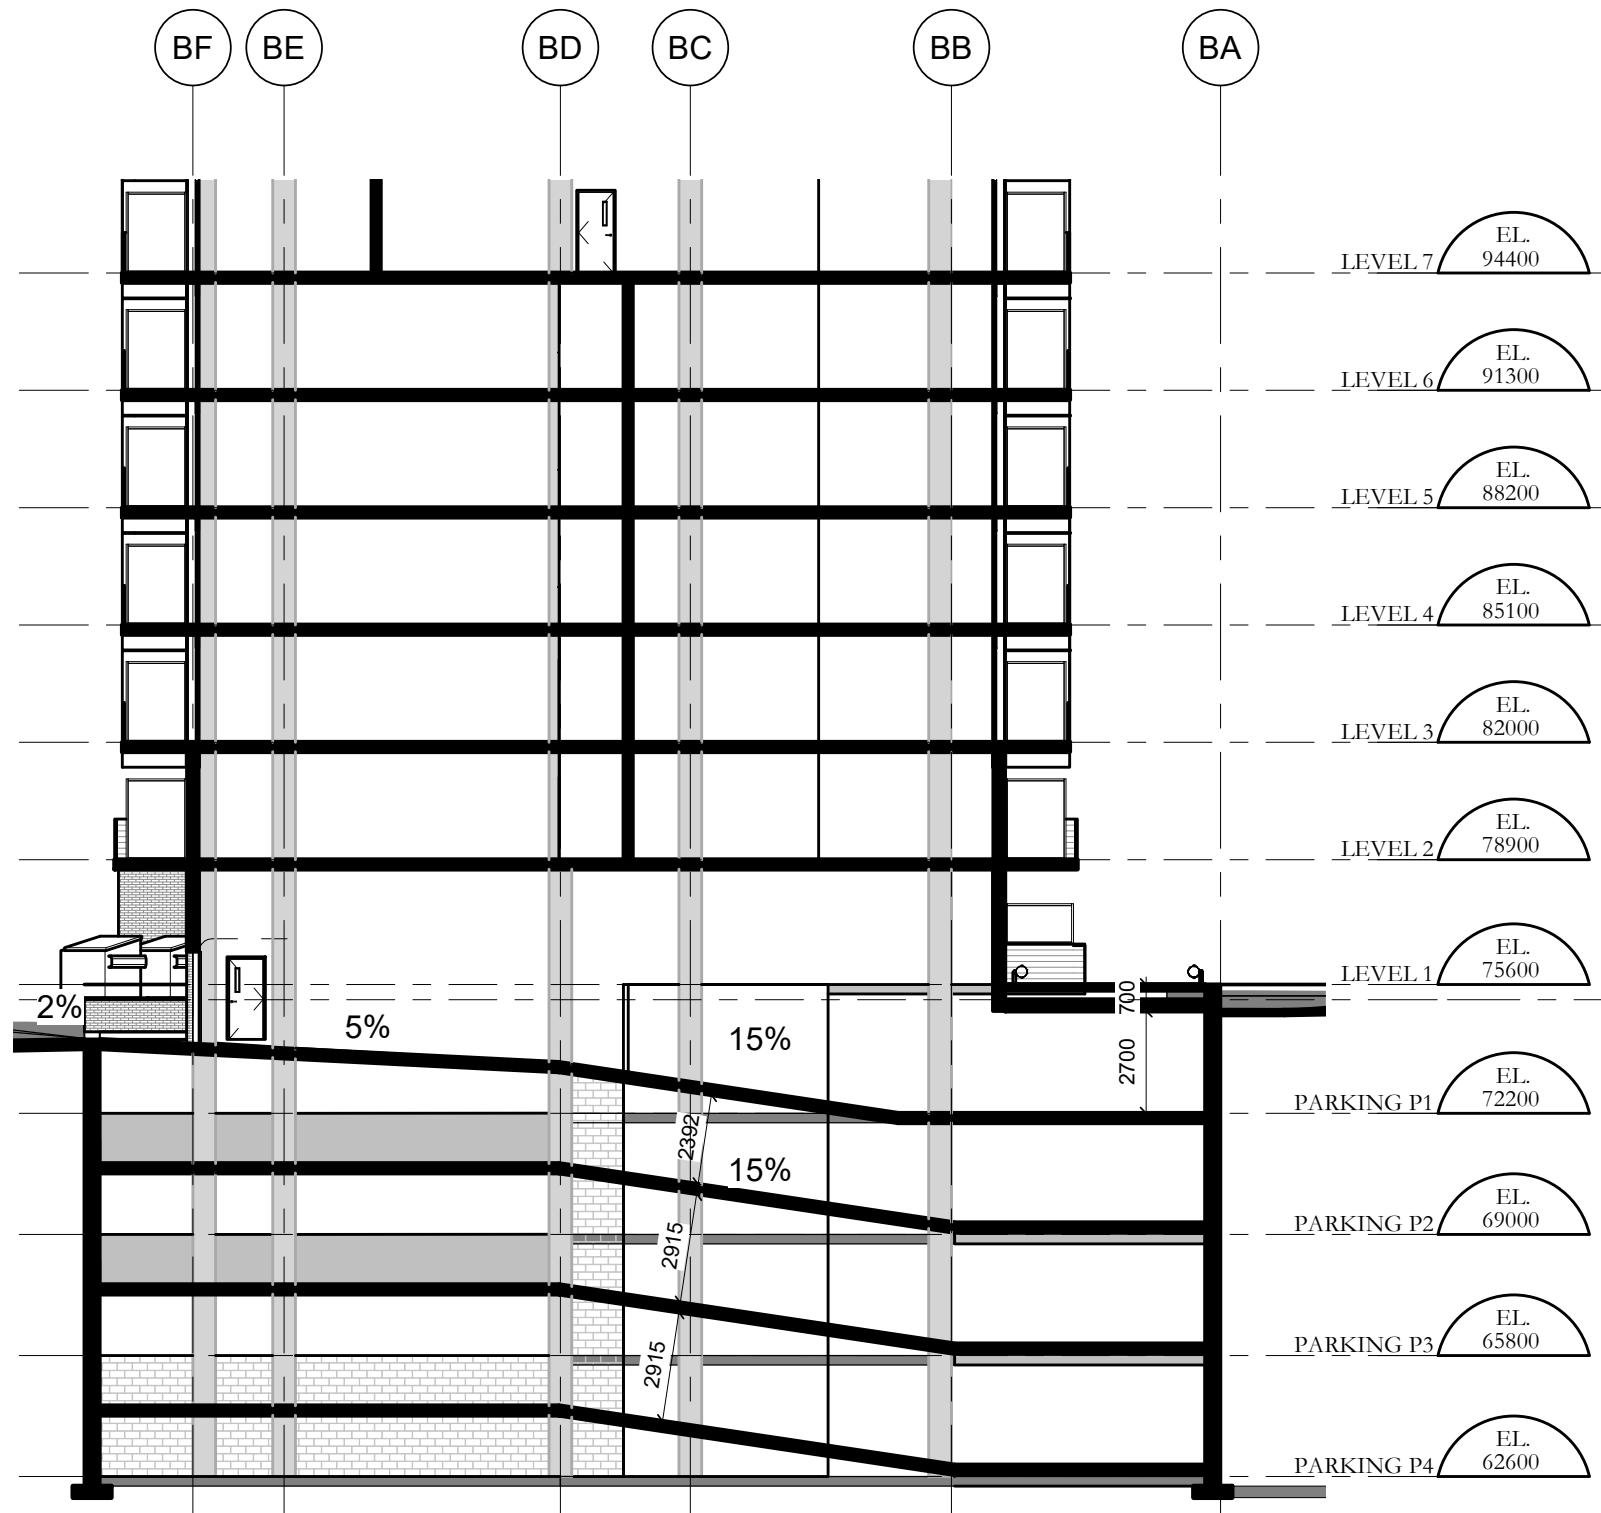 BF BE BD BC BB BA
EL.
94400
LEVEL 7
EL.
91300
LEVEL 6
EL.
88200
LEVEL 5
EL.
85100
LEVEL 4
EL.
82000
LEVEL 3
EL.
78900
LEVEL 2
EL.
75600
LEVEL 1
2%
5%
15%
700
2700
EL.
72200
PARKING P1
2392
15%
EL.
69000
PARKING P2
2915
EL.
65800
PARKING P3
2915
EL.
62600
PARKING P4